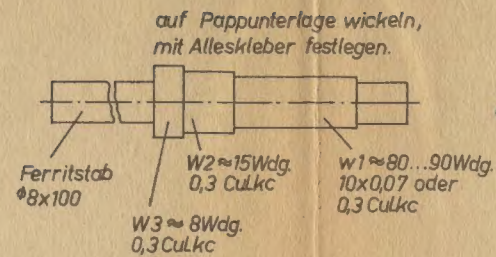 auf Pappunterlage wickeln,
mit Alleskleber festlegen.
Ferritstab
φ8x100
W3 ≈ 8Wdg.
0,3 CuLkc
W2≈15Wdg.
0,3 CuLkc
w1≈80...90Wdg.
10x0,07 oder
0,3 CuLkc